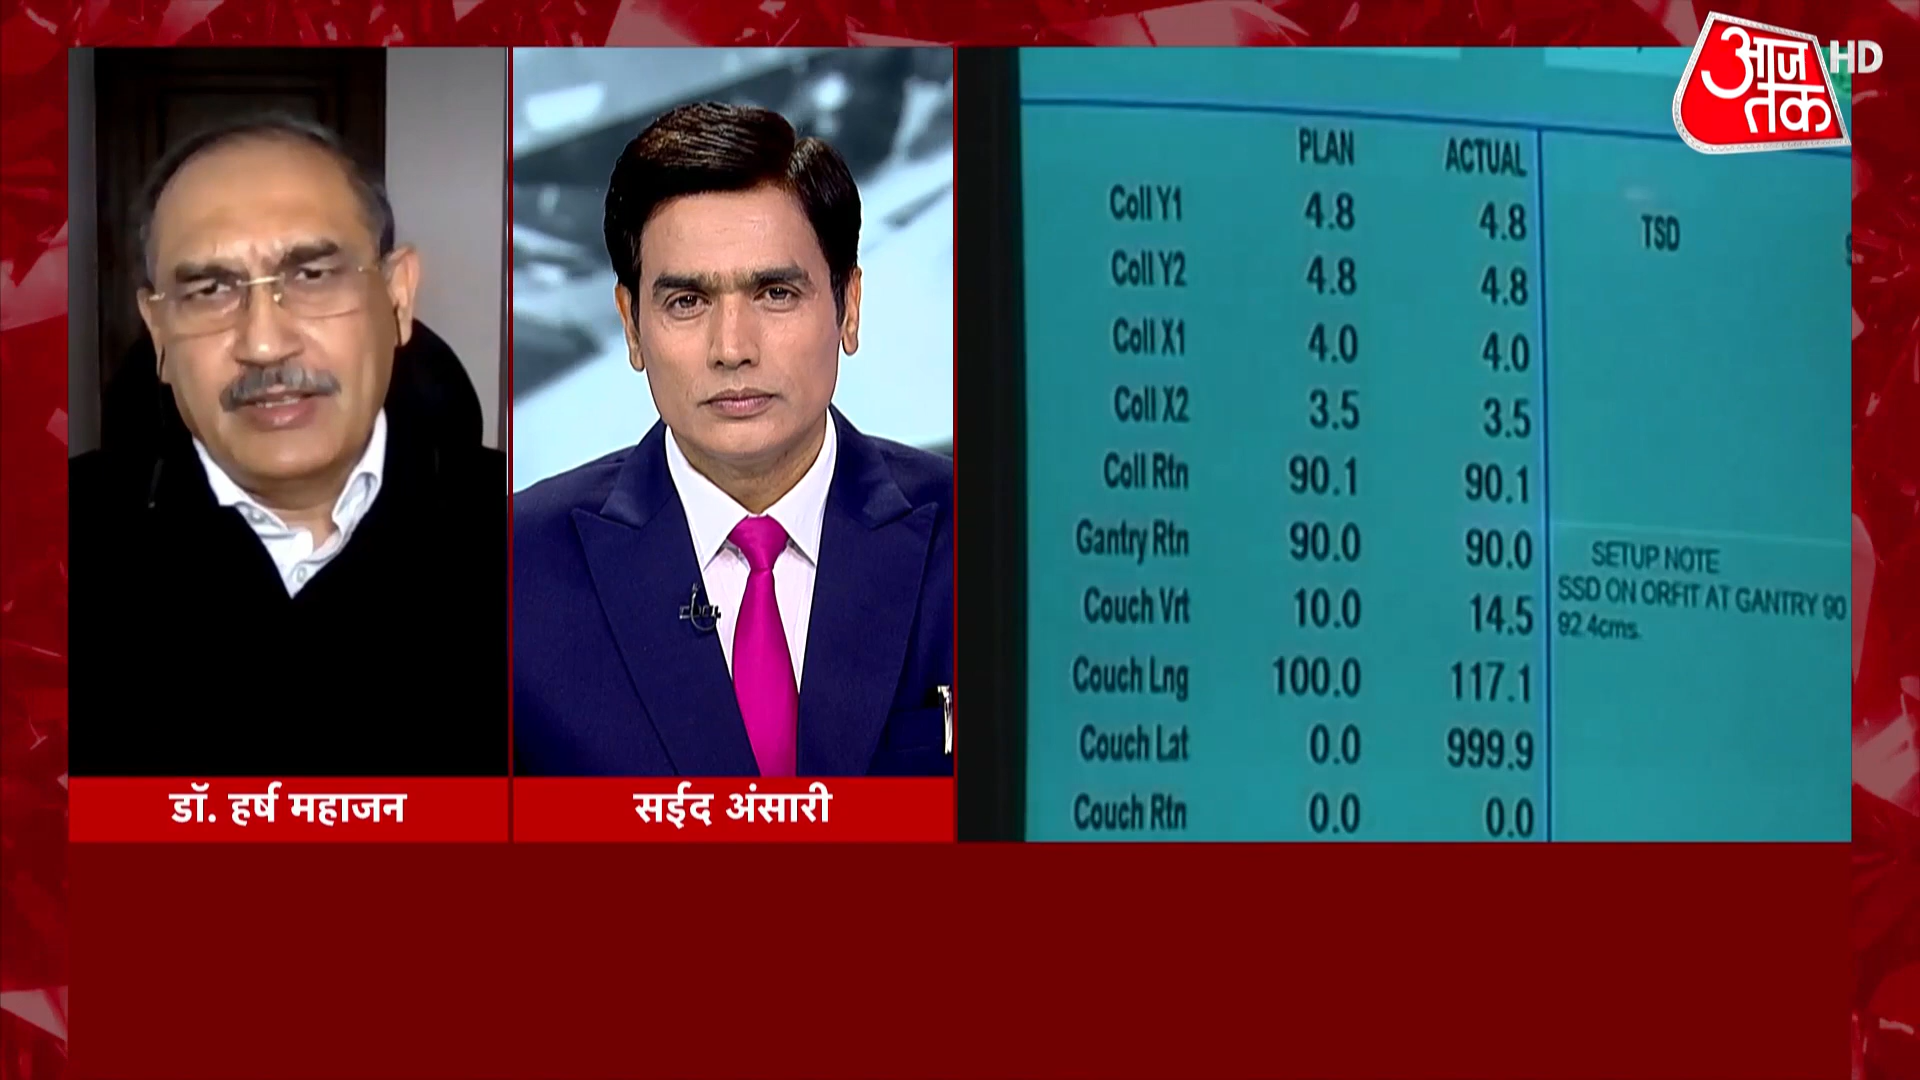 आज तक HD
PLAN ACTUAL
Coll Y1 4.8 4.8
Coll Y2 4.8 4.8
Coll X1 4.0 4.0
Coll X2 3.5 3.5
Coll Rtn 90.1 90.1
Gantry Rtn 90.0 90.0
Couch Vrt 10.0 14.5
Couch Lng 100.0 117.1
Couch Lat 0.0 999.9
Couch Rtn 0.0 0.0
TSD
SETUP NOTE
SSD ON ORFIT AT GANTRY 90
92.4cms.
डॉ. हर्ष महाजन
सईद अंसारी